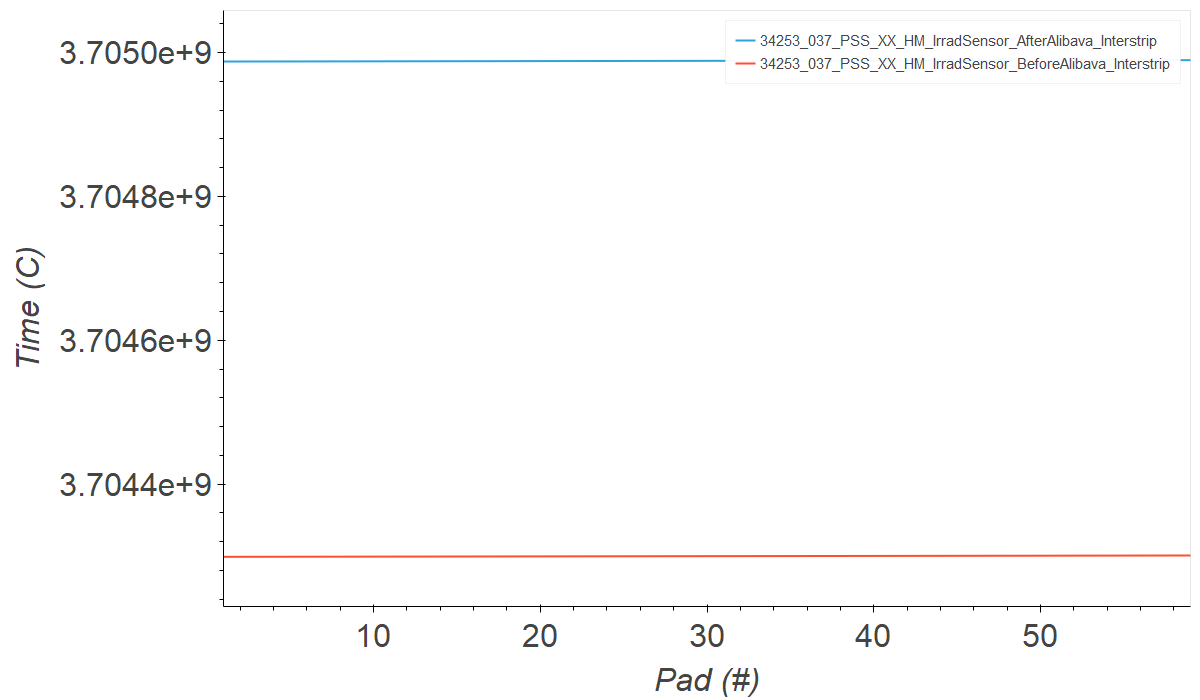 34253_037_PSS_XX_HM_IrradSensor_AfterAlibava_Interstrip
34253_037_PSS_XX_HM_IrradSensor_BeforeAlibava_Interstrip
3.7050e+9
3.7048e+9
3.7046e+9
3.7044e+9
Time (C)
10 20 30 40 50
Pad (#)